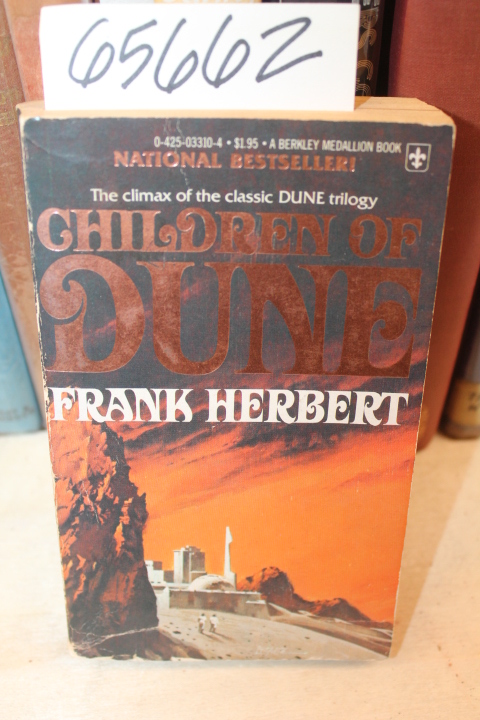 65662
0-425-03310-4 • $1.95 • A BERKLEY MEDALLION BOOK
NATIONAL BESTSELLER!
The climax of the classic DUNE trilogy
CHILDREN OF
DUNE
FRANK HERBERT